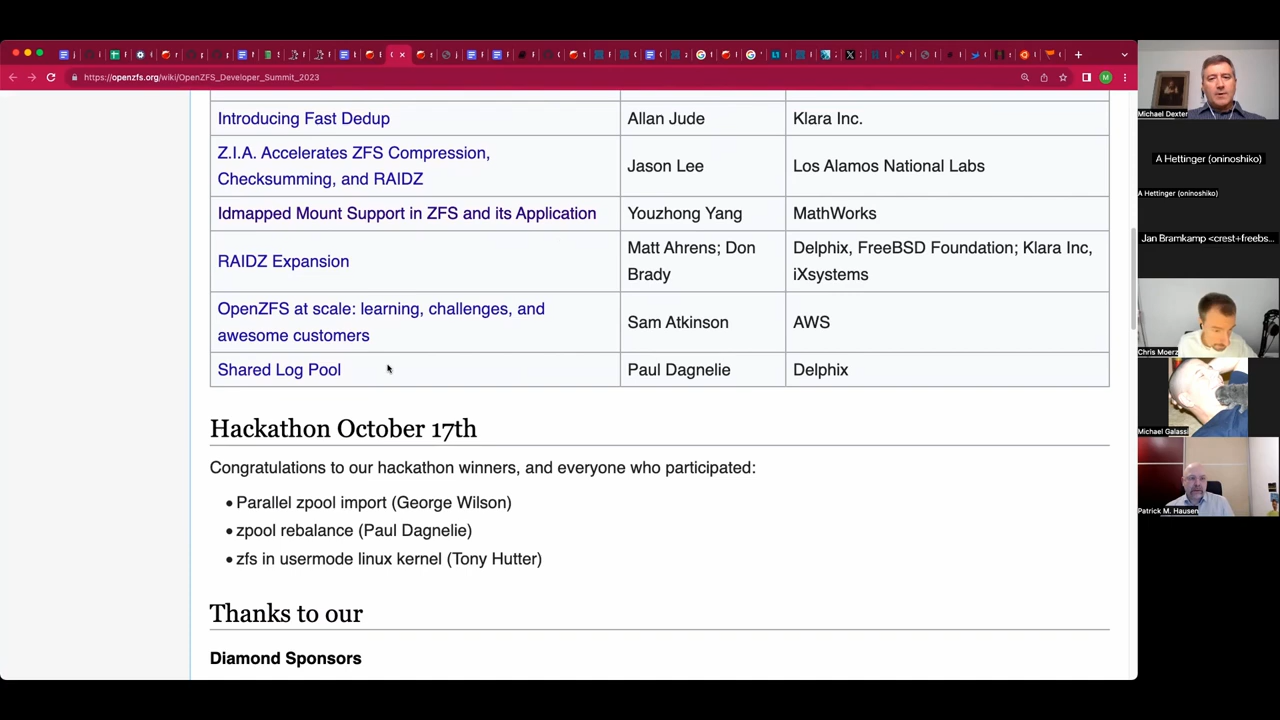 https://openzfs.org/wiki/OpenZFS_Developer_Summit_2023
Introducing Fast Dedup
Allan Jude
Klara Inc.
Z.I.A. Accelerates ZFS Compression,
Checksumming, and RAIDZ
Jason Lee
Los Alamos National Labs
Idmapped Mount Support in ZFS and its Application
Youzhong Yang
MathWorks
RAIDZ Expansion
Matt Ahrens; Don
Brady
Delphix, FreeBSD Foundation; Klara Inc,
iXsystems
OpenZFS at scale: learning, challenges, and
awesome customers
Sam Atkinson
AWS
Shared Log Pool
Paul Dagnelie
Delphix
Hackathon October 17th
Congratulations to our hackathon winners, and everyone who participated:
• Parallel zpool import (George Wilson)
• zpool rebalance (Paul Dagnelie)
• zfs in usermode linux kernel (Tony Hutter)
Thanks to our
Diamond Sponsors
Michael Dexter
A Hettinger (oninoshiko)
A Hettinger (oninoshiko)
Jan Bramkamp <crest+freebs...
Chris Moerz
Michael Galassi
Patrick M. Hausen